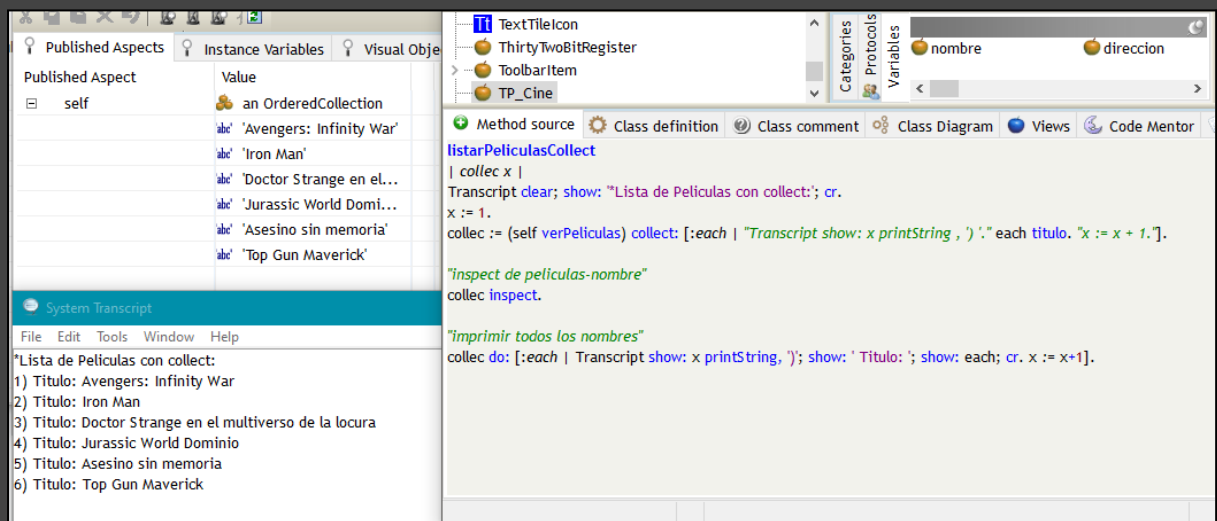 Published Aspects
Instance Variables
Visual Obje
Published Aspect
Value
self
an OrderedCollection
'Avengers: Infinity War'
'Iron Man'
'Doctor Strange en el...
'Jurassic World Domi...
'Asesino sin memoria'
'Top Gun Maverick'
System Transcript
File Edit Tools Window Help
*Lista de Peliculas con collect:
1) Titulo: Avengers: Infinity War
2) Titulo: Iron Man
3) Titulo: Doctor Strange en el multiverso de la locura
4) Titulo: Jurassic World Dominio
5) Titulo: Asesino sin memoria
6) Titulo: Top Gun Maverick
Tt TextTileIcon
ThirtyTwoBitRegister
ToolbarItem
TP_Cine
Categories
Protocols
Variables
nombre
direccion
Method source
Class definition
Class comment
Class Diagram
Views
Code Mentor
listarPeliculasCollect
| collec x |
Transcript clear; show: '*Lista de Peliculas con collect:'; cr.
x := 1.
collec := (self verPeliculas) collect: [:each | "Transcript show: x printString , ') '." each titulo. "x := x + 1."].
"inspect de peliculas-nombre"
collec inspect.
"imprimir todos los nombres"
collec do: [:each | Transcript show: x printString, ')'; show: ' Titulo: '; show: each; cr. x := x+1].